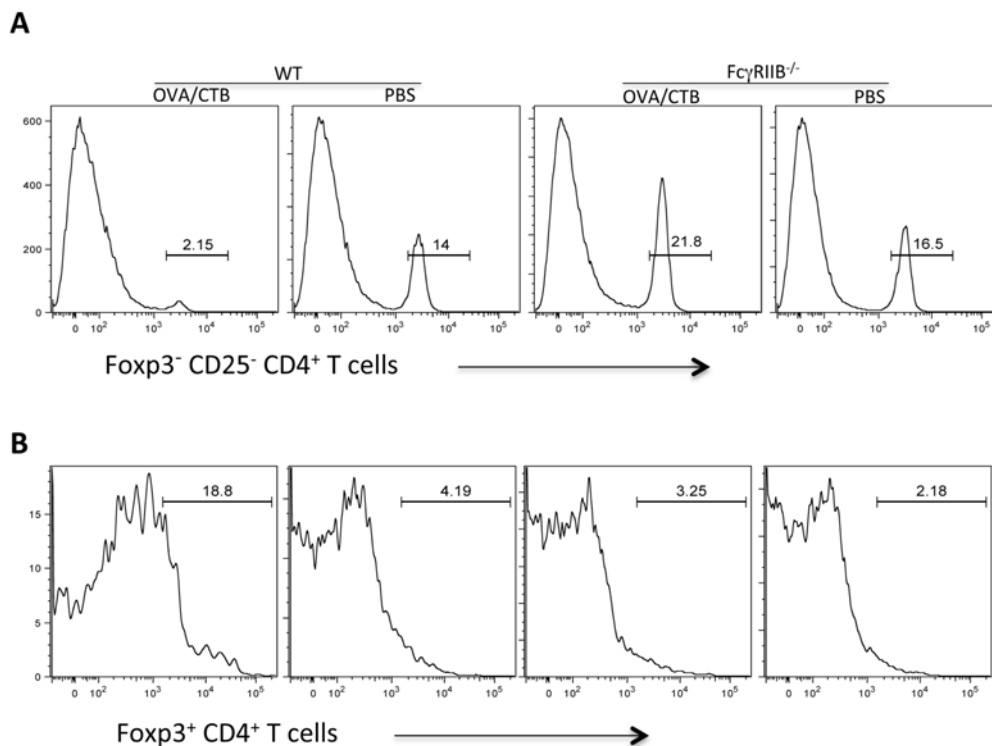 A
WT
FcγRIIB-/-
OVA/CTB PBS OVA/CTB PBS
600
400
200
0
2.15 14 21.8 16.5
0 10² 10³ 10⁴ 10⁵ 0 10² 10³ 10⁴ 10⁵ 0 10² 10³ 10⁴ 10⁵ 0 10² 10³ 10⁴ 10⁵
Foxp3⁻ CD25⁻ CD4⁺ T cells
B
18.8 4.19 3.25 2.18
15
10
5
0
0 10² 10³ 10⁴ 10⁵ 0 10² 10³ 10⁴ 10⁵ 0 10² 10³ 10⁴ 10⁵ 0 10² 10³ 10⁴ 10⁵
Foxp3⁺ CD4⁺ T cells